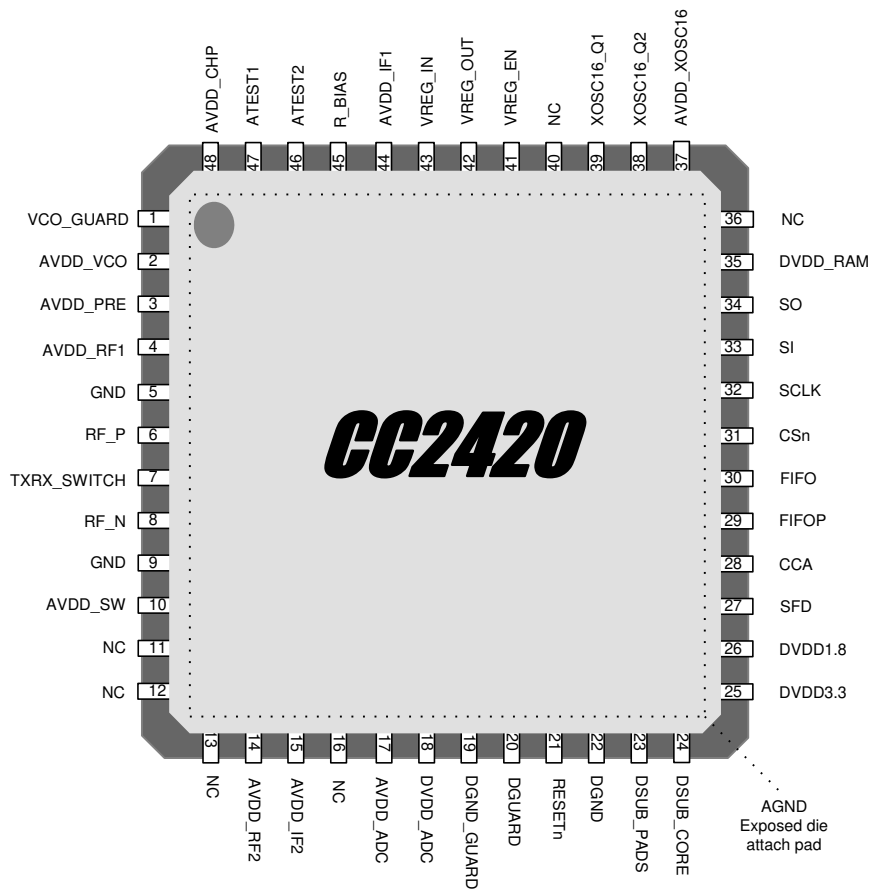 AVDD_CHP
ATEST1
ATEST2
R_BIAS
AVDD_IF1
VREG_IN
VREG_OUT
VREG_EN
NC
XOSC16_Q1
XOSC16_Q2
AVDD_XOSC16
48
47
46
45
44
43
42
41
40
39
38
37
VCO_GUARD 1
AVDD_VCO 2
AVDD_PRE 3
AVDD_RF1 4
GND 5
RF_P 6
TXRX_SWITCH 7
RF_N 8
GND 9
AVDD_SW 10
NC 11
NC 12
CC2420
36 NC
35 DVDD_RAM
34 SO
33 SI
32 SCLK
31 CSn
30 FIFO
29 FIFOP
28 CCA
27 SFD
26 DVDD1.8
25 DVDD3.3
13
14
15
16
17
18
19
20
21
22
23
24
NC
AVDD_RF2
AVDD_IF2
NC
AVDD_ADC
DVDD_ADC
DGND_GUARD
DGUARD
RESETn
DGND
DSUB_PADS
DSUB_CORE
AGND
Exposed die
attach pad